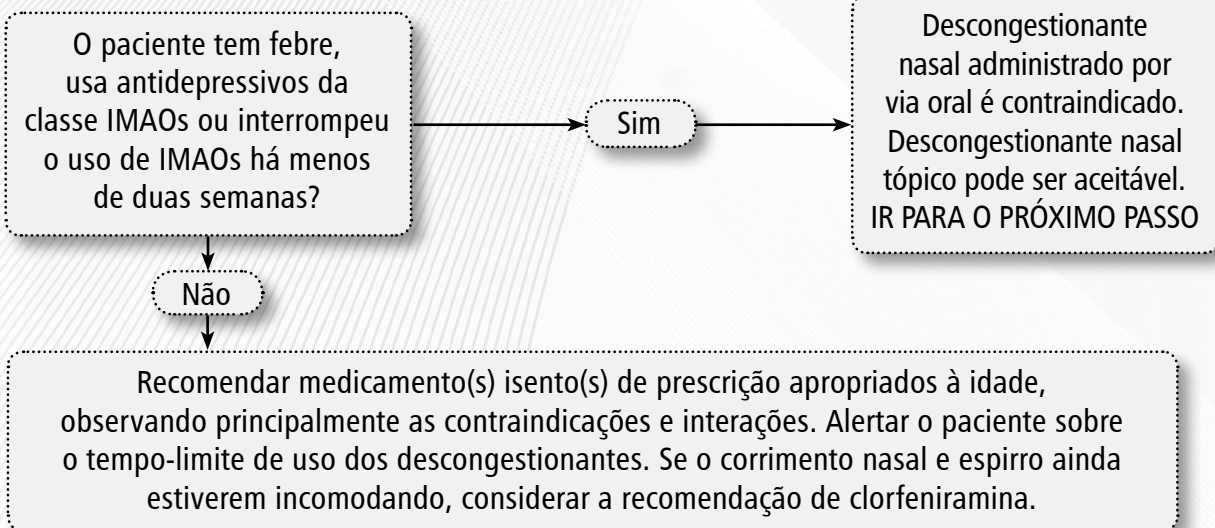 O paciente tem febre,
usa antidepressivos da
classe IMAOs ou interrompeu
o uso de IMAOs há menos
de duas semanas?
Sim
Descongestionante
nasal administrado por
via oral é contraindicado.
Descongestionante nasal
tópico pode ser aceitável.
IR PARA O PRÓXIMO PASSO
Não
Recomendar medicamento(s) isento(s) de prescrição apropriados à idade,
observando principalmente as contraindicações e interações. Alertar o paciente sobre
o tempo-limite de uso dos descongestionantes. Se o corrimento nasal e espirro ainda
estiverem incomodando, considerar a recomendação de clorfeniramina.